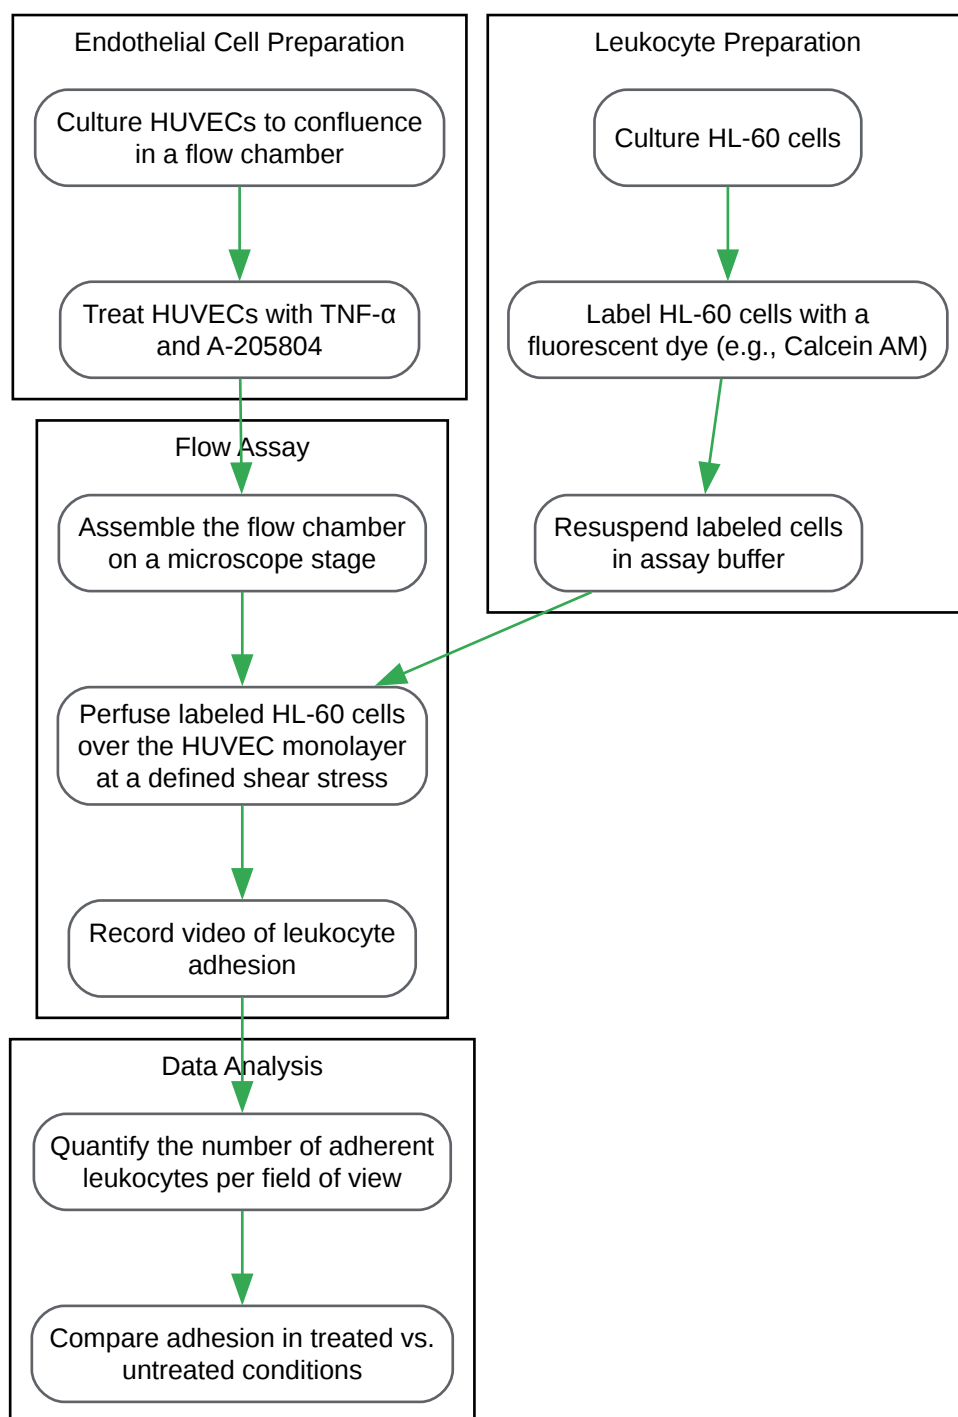 Endothelial Cell Preparation
Culture HUVECs to confluence
in a flow chamber
Treat HUVECs with TNF-α
and A-205804
Leukocyte Preparation
Culture HL-60 cells
Label HL-60 cells with a
fluorescent dye (e.g., Calcein AM)
Resuspend labeled cells
in assay buffer
Flow Assay
Assemble the flow chamber
on a microscope stage
Perfuse labeled HL-60 cells
over the HUVEC monolayer
at a defined shear stress
Record video of leukocyte
adhesion
Data Analysis
Quantify the number of adherent
leukocytes per field of view
Compare adhesion in treated vs.
untreated conditions